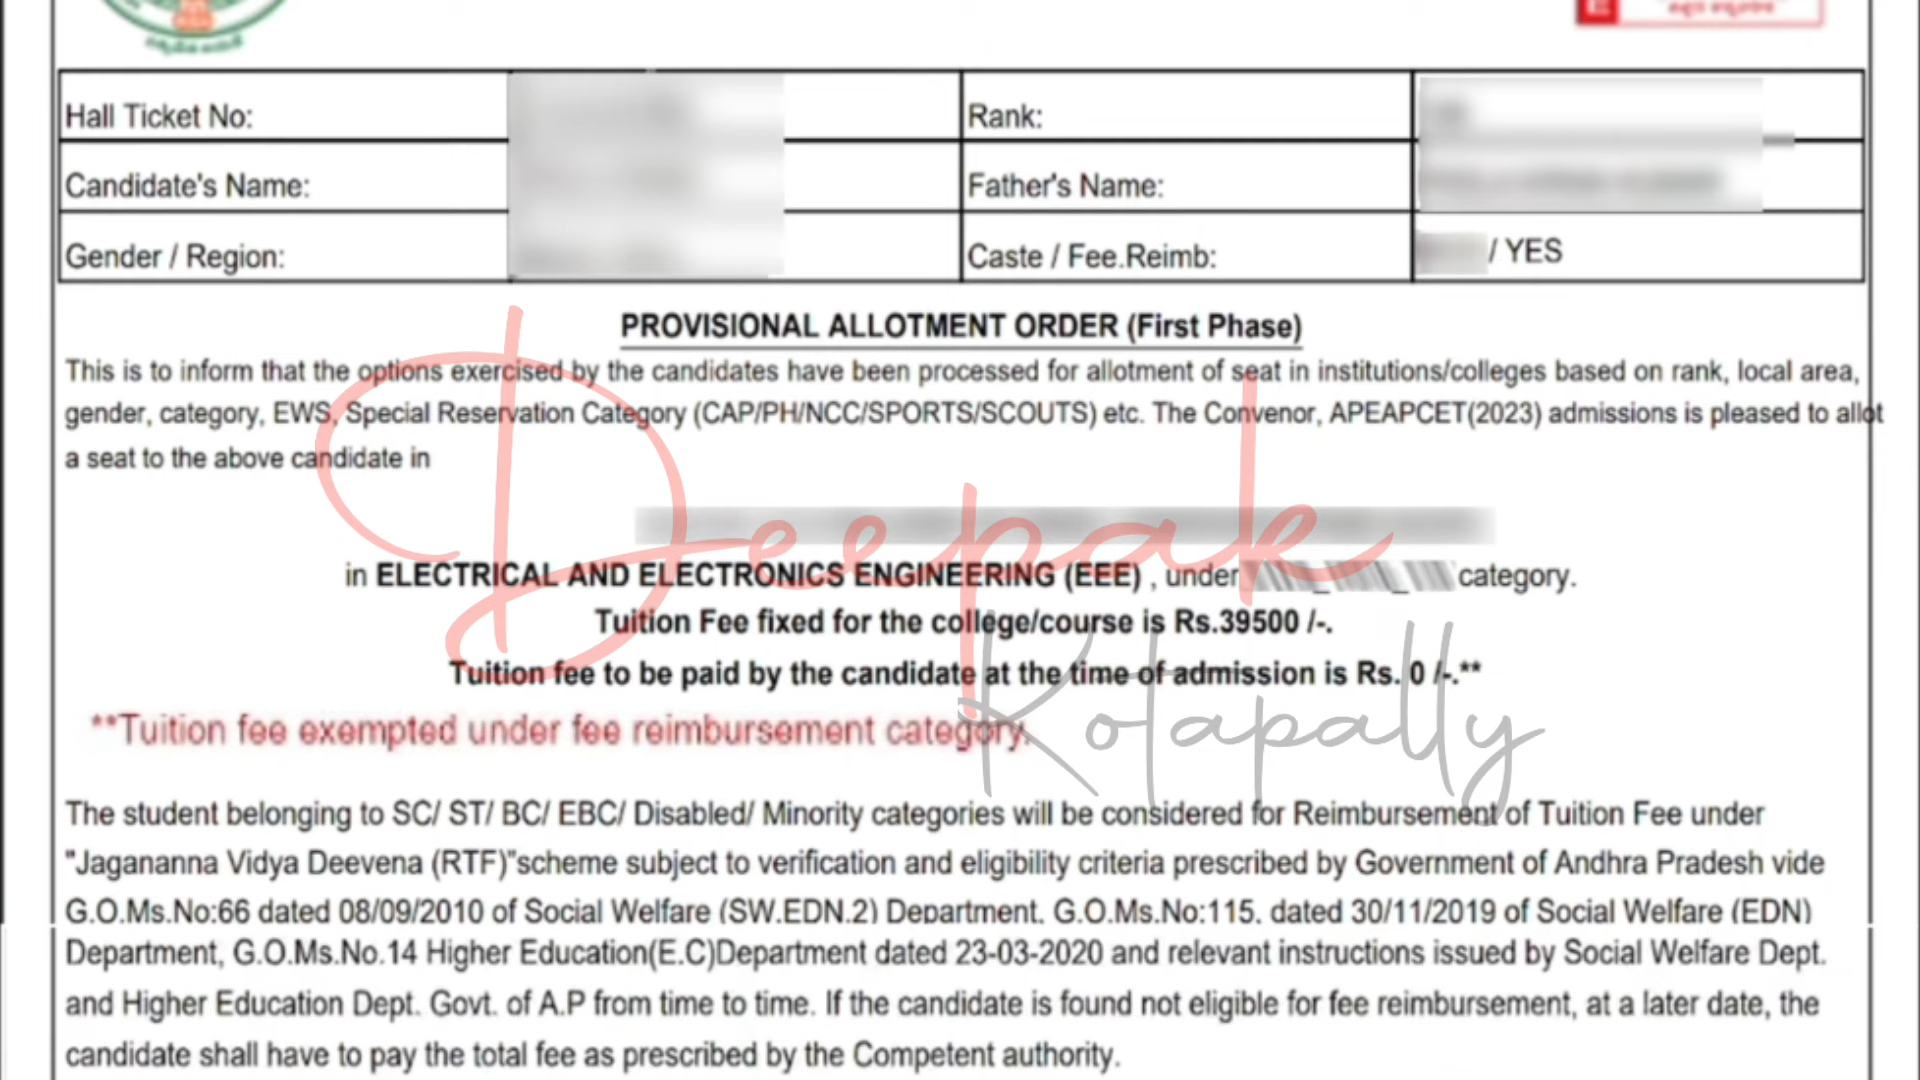 Hall Ticket No:
Rank:
Candidate's Name:
Father's Name:
Gender / Region:
Caste / Fee.Reimb:
/ YES
PROVISIONAL ALLOTMENT ORDER (First Phase)
This is to inform that the options exercised by the candidates have been processed for allotment of seat in institutions/colleges based on rank, local area,
gender, category, EWS, Special Reservation Category (CAP/PH/NCC/SPORTS/SCOUTS) etc. The Convenor, APEAPCET(2023) admissions is pleased to allot
a seat to the above candidate in
in ELECTRICAL AND ELECTRONICS ENGINEERING (EEE) , under
category.
Tuition Fee fixed for the college/course is Rs.39500 /-.
Tuition fee to be paid by the candidate at the time of admission is Rs. 0 /-.**
**Tuition fee exempted under fee reimbursement category.
Deepak
Kotapally
The student belonging to SC/ ST/ BC/ EBC/ Disabled/ Minority categories will be considered for Reimbursement of Tuition Fee under
"Jagananna Vidya Deevena (RTF)"scheme subject to verification and eligibility criteria prescribed by Government of Andhra Pradesh vide
G.O.Ms.No:66 dated 08/09/2010 of Social Welfare (SW.EDN.2) Department. G.O.Ms.No:115. dated 30/11/2019 of Social Welfare (EDN)
Department, G.O.Ms.No.14 Higher Education(E.C)Department dated 23-03-2020 and relevant instructions issued by Social Welfare Dept.
and Higher Education Dept. Govt. of A.P from time to time. If the candidate is found not eligible for fee reimbursement, at a later date, the
candidate shall have to pay the total fee as prescribed by the Competent authority.